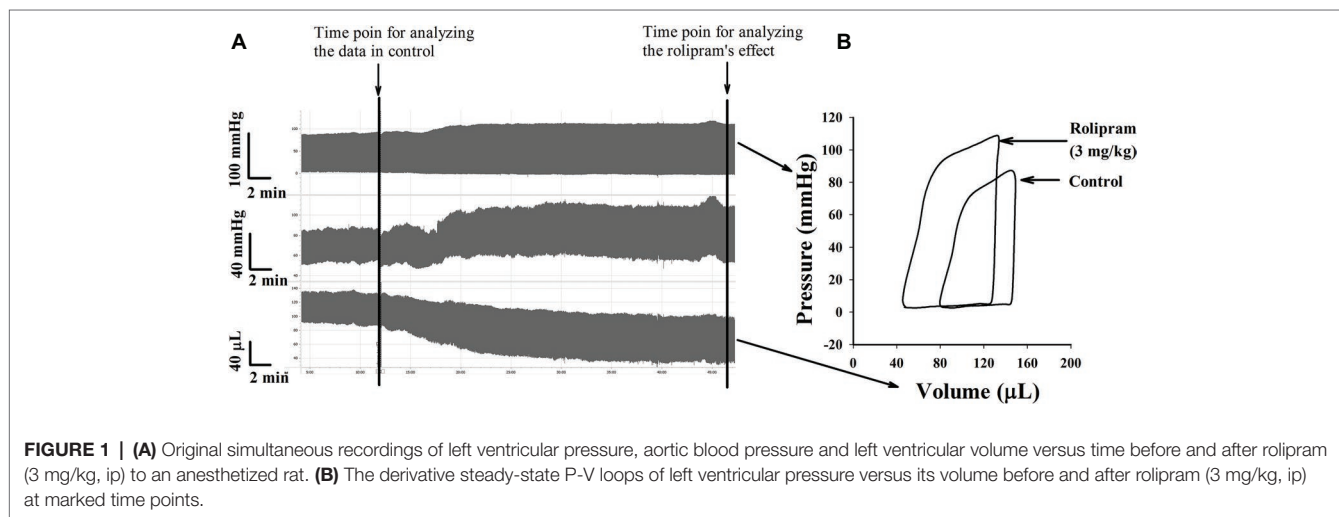 A
Time poin for analyzing
the data in control
Time poin for analyzing
the rolipram's effect
B
100 mmHg
2 min
40 mmHg
2 min
40 µL
2 min
Pressure (mmHg)
120
100
80
60
40
20
0
-20
0 40 80 120 160 200
Volume (µL)
Rolipram
(3 mg/kg)
Control
FIGURE 1 | (A) Original simultaneous recordings of left ventricular pressure, aortic blood pressure and left ventricular volume versus time before and after rolipram
(3 mg/kg, ip) to an anesthetized rat. (B) The derivative steady-state P-V loops of left ventricular pressure versus its volume before and after rolipram (3 mg/kg, ip)
at marked time points.